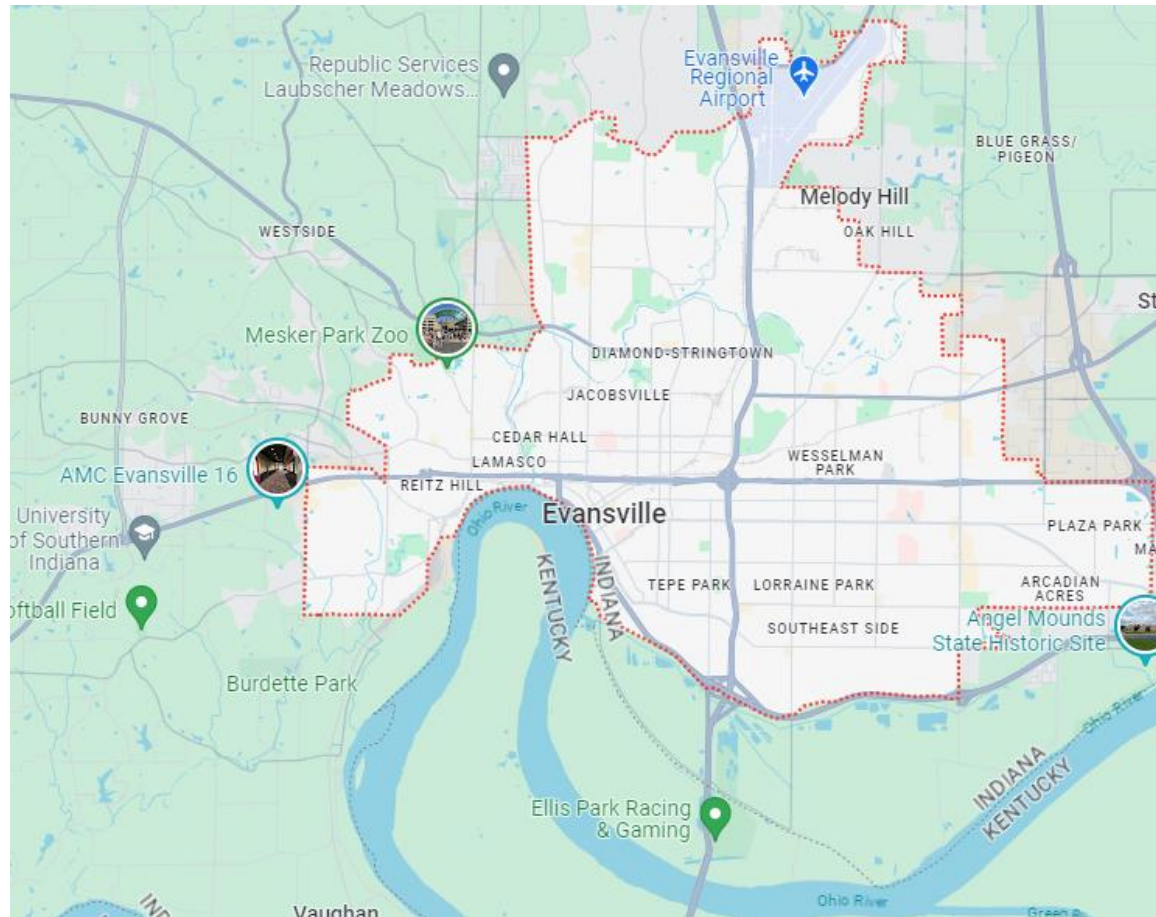 Republic Services
Laubscher Meadows...
Evansville
Regional
Airport
BLUE GRASS/
PIGEON
Melody Hill
OAK HILL
WESTSIDE
St
Mesker Park Zoo
DIAMOND-STRINGTOWN
JACOBSVILLE
BUNNY GROVE
CEDAR HALL
LAMASCO
WESSELMAN
PARK
AMC Evansville 16
REITZ HILL
Ohio River
Evansville
University
of Southern
Indiana
PLAZA PARK
MA
INDIANA
KENTUCKY
TEPE PARK
LORRAINE PARK
ARCADIAN
ACRES
oftball Field
SOUTHEAST SIDE
Angel Mounds
State Historic Site
Burdette Park
Ohio River
INDIANA
KENTUCKY
Ellis Park Racing
& Gaming
Ohio River
Vaughan
Green R